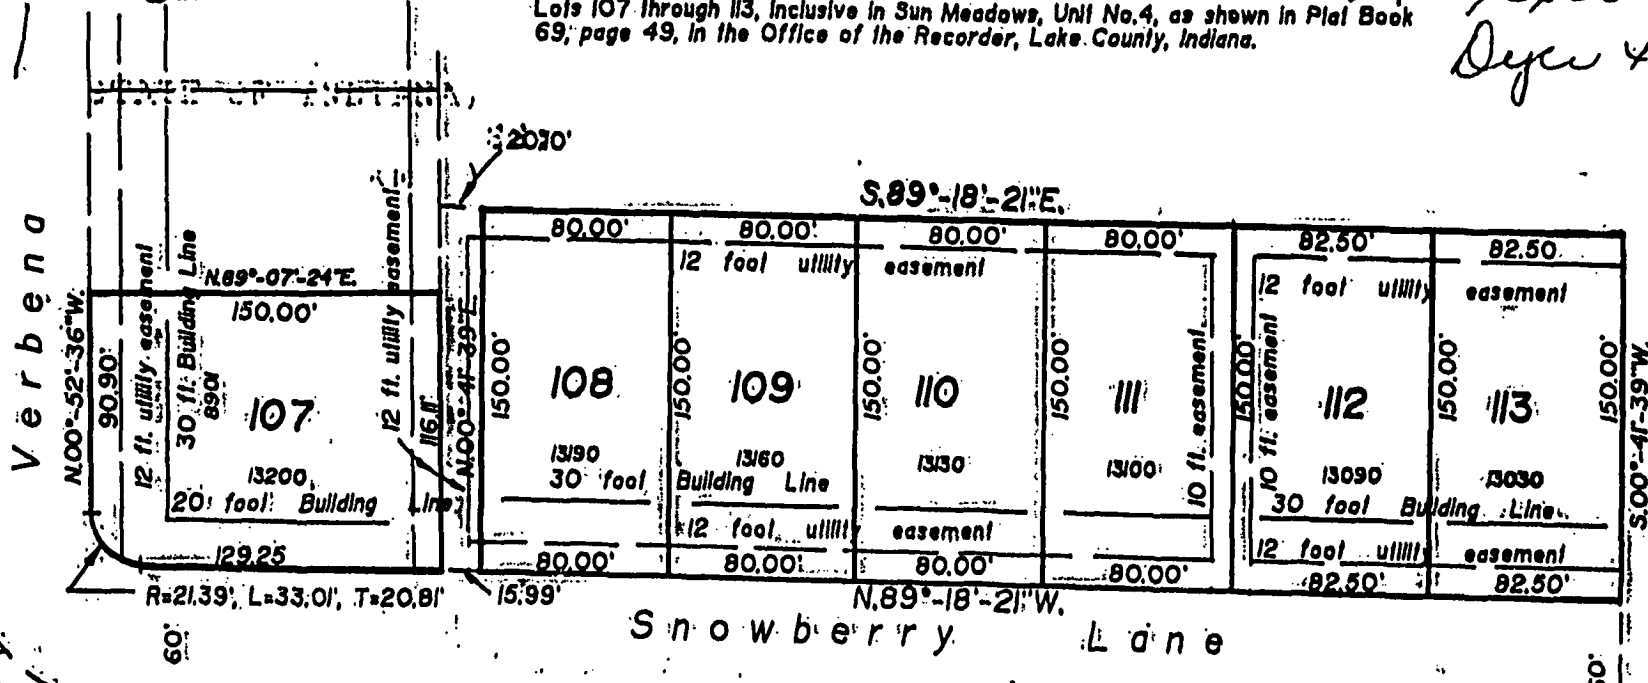 Lots 107 through 113, inclusive in Sun Meadows, Unit No.4, as shown in Plat Book
69, page 49, in the Office of the Recorder, Lake County, Indiana.
Dyer
20.10'
S.89°-18'-21"E.
80.00' 80.00' 80.00' 80.00' 82.50' 82.50
12 foot utility easement
12 foot utility easement
Verbena
N.00°-52'-36"W.
90.90'
12 ft. utility easement
30 ft. Building Line
8901
N.89°-07'-24"E.
150.00'
107
13200
20 foot Building Line
129.25
12 ft. utility easement
116.11'
R=21.39', L=33.01', T=20.81'
60'
15.99'
150.00' 150.00' 150.00' 150.00' 150.00' 150.00' 150.00'
108 109 110 111 112 113
13190 13160 13130 13100 13090 13030
10 ft. easement
10 ft. easement
30 foot Building Line
30 foot Building Line
12 foot utility easement
12 foot utility easement
80.00' 80.00' 80.00' 80.00' 82.50' 82.50'
N.89°-18'-21"W.
S.00°-41'-39"W.
Snowberry Lane